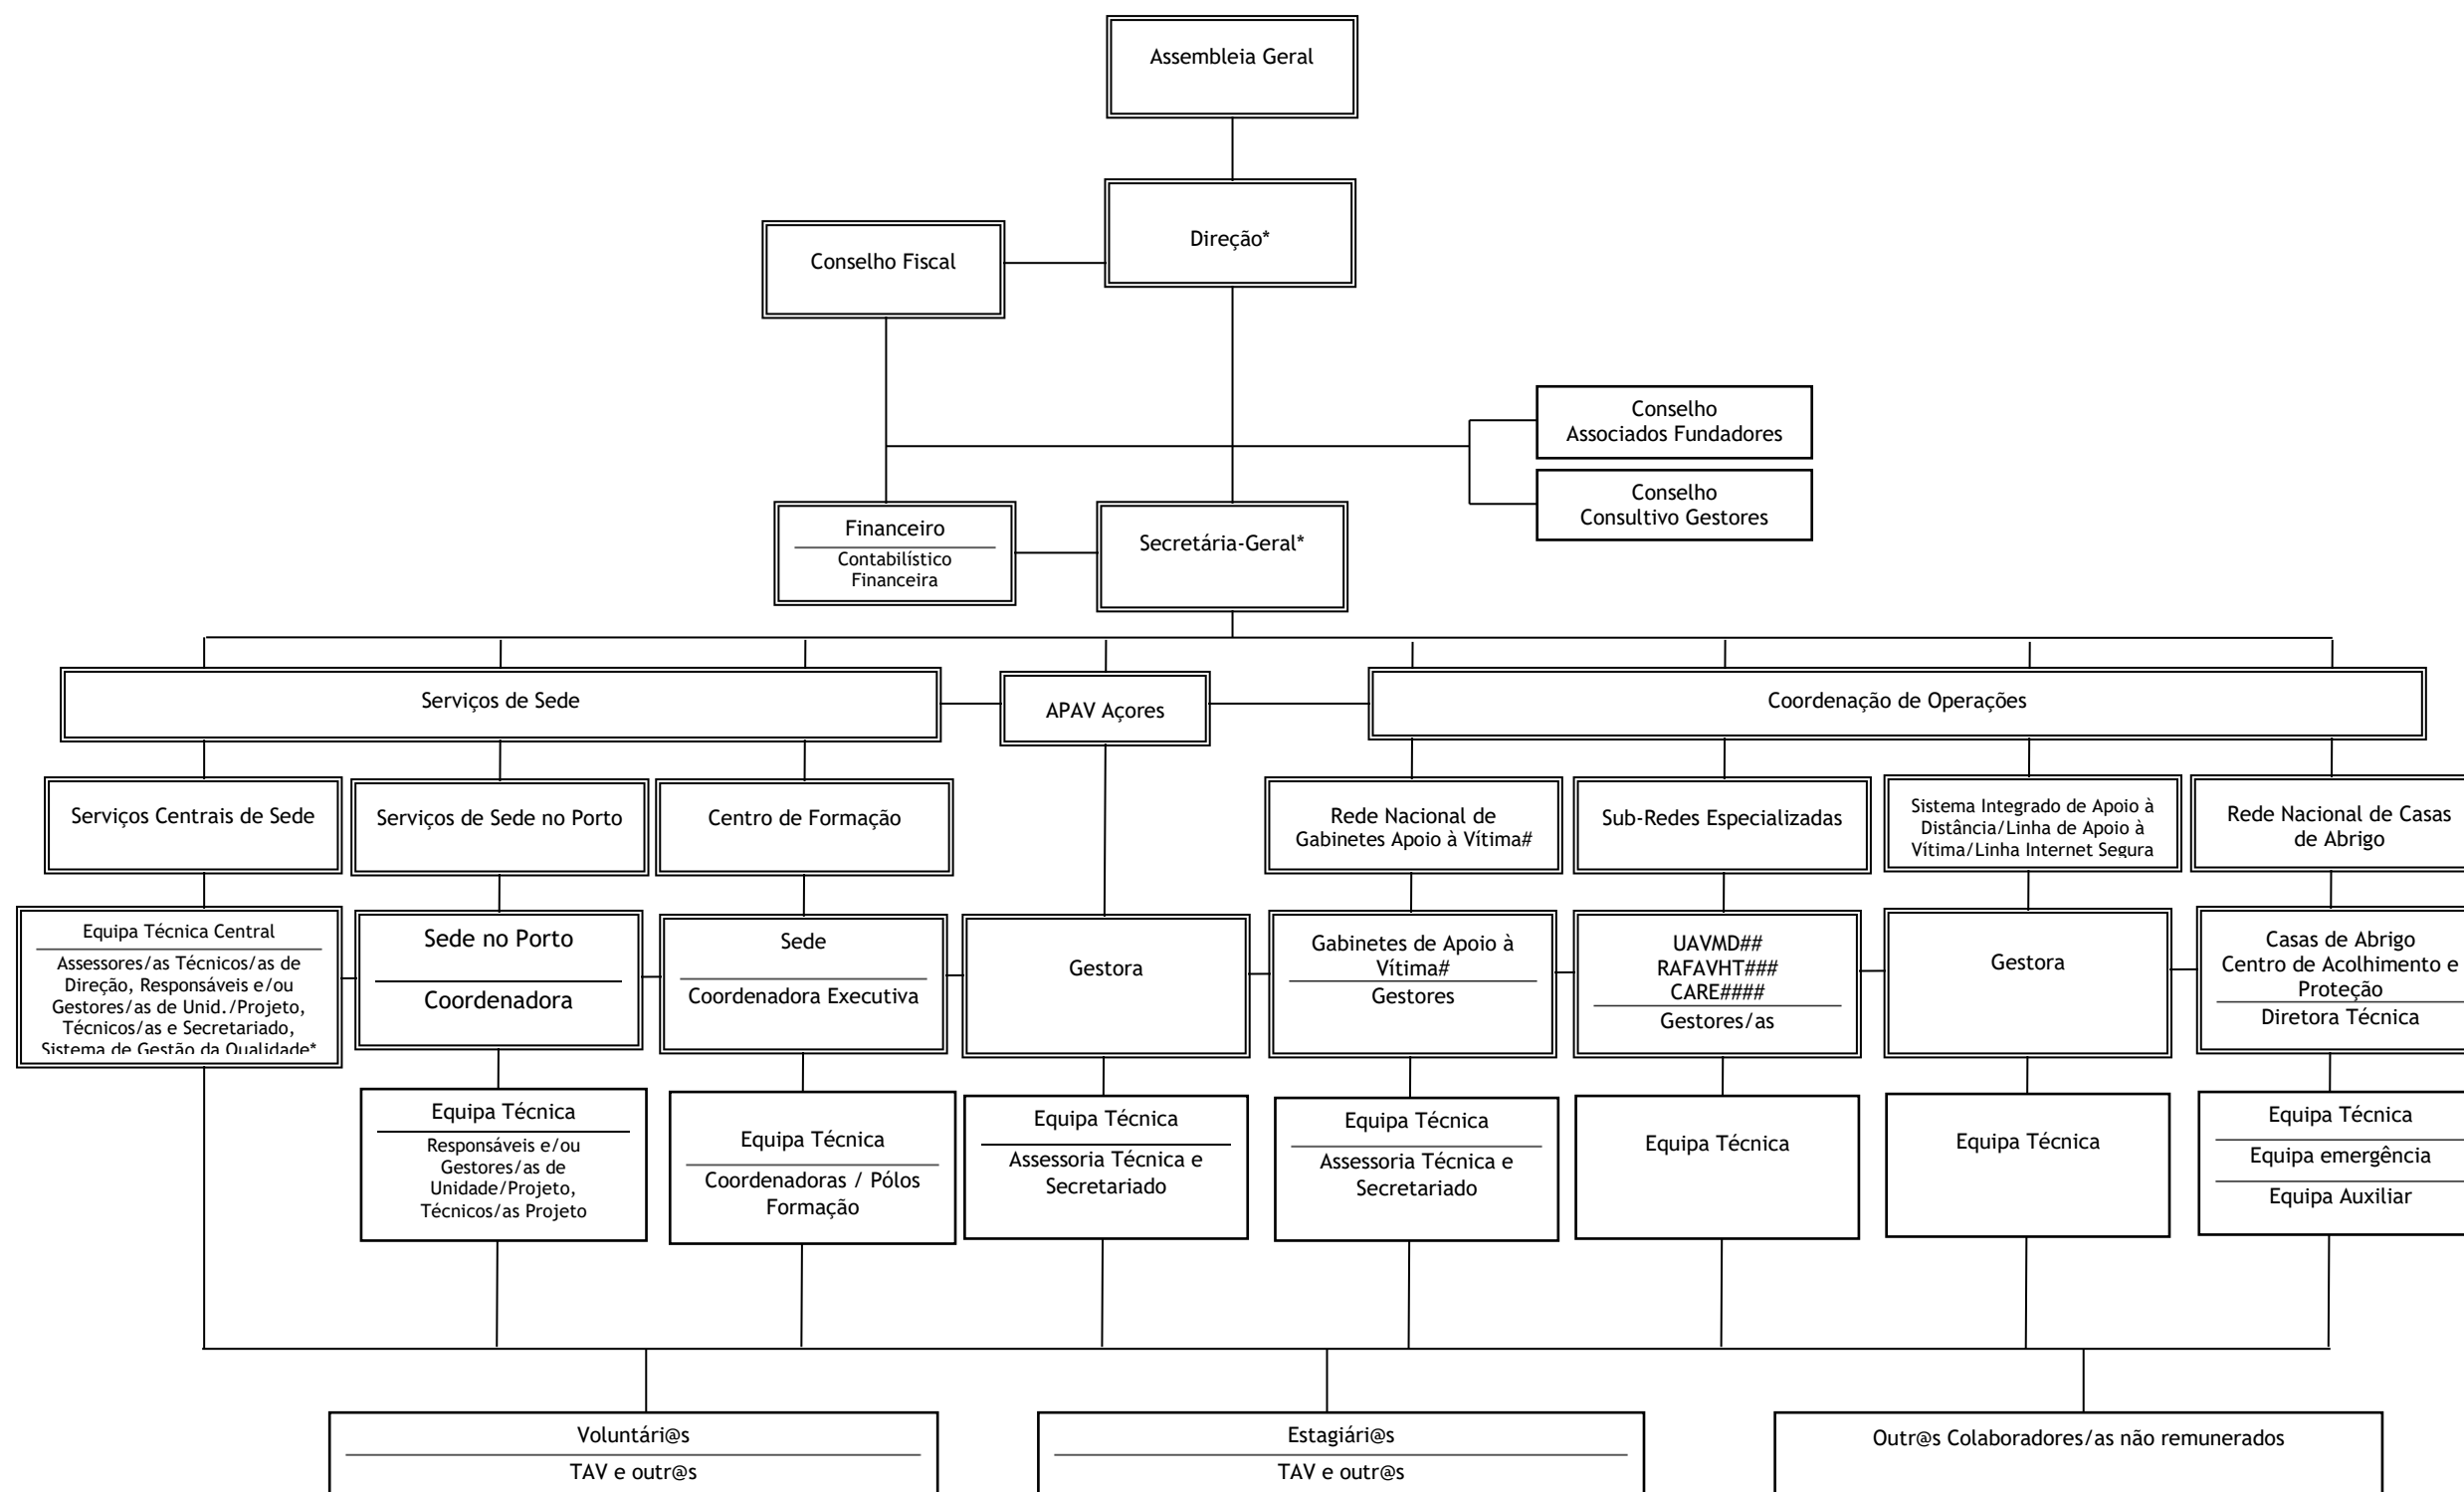 Assembleia Geral
Direção*
Conselho Fiscal
Conselho
Associados Fundadores
Conselho
Consultivo Gestores
Financeiro
Contabilístico
Financeira
Secretária-Geral*
Serviços de Sede
APAV Açores
Coordenação de Operações
Serviços Centrais de Sede
Serviços de Sede no Porto
Centro de Formação
Rede Nacional de
Gabinetes Apoio à Vítima#
Sub-Redes Especializadas
Sistema Integrado de Apoio à
Distância/Linha de Apoio à
Vítima/Linha Internet Segura
Rede Nacional de Casas
de Abrigo
Equipa Técnica Central
Assessores/as Técnicos/as de
Direção, Responsáveis e/ou
Gestores/as de Unid./Projeto,
Técnicos/as e Secretariado,
Sistema de Gestão da Qualidade*
Sede no Porto
Coordenadora
Sede
Coordenadora Executiva
Gestora
Gabinetes de Apoio à
Vítima#
Gestores
UAVMD##
RAFAVHT###
CARE####
Gestores/as
Gestora
Casas de Abrigo
Centro de Acolhimento e
Proteção
Diretora Técnica
Equipa Técnica
Responsáveis e/ou
Gestores/as de
Unidade/Projeto,
Técnicos/as Projeto
Equipa Técnica
Coordenadoras / Pólos
Formação
Equipa Técnica
Assessoria Técnica e
Secretariado
Equipa Técnica
Assessoria Técnica e
Secretariado
Equipa Técnica
Equipa Técnica
Equipa Técnica
Equipa emergência
Equipa Auxiliar
Voluntári@s
TAV e outr@s
Estagiári@s
TAV e outr@s
Outr@s Colaboradores/as não remunerados